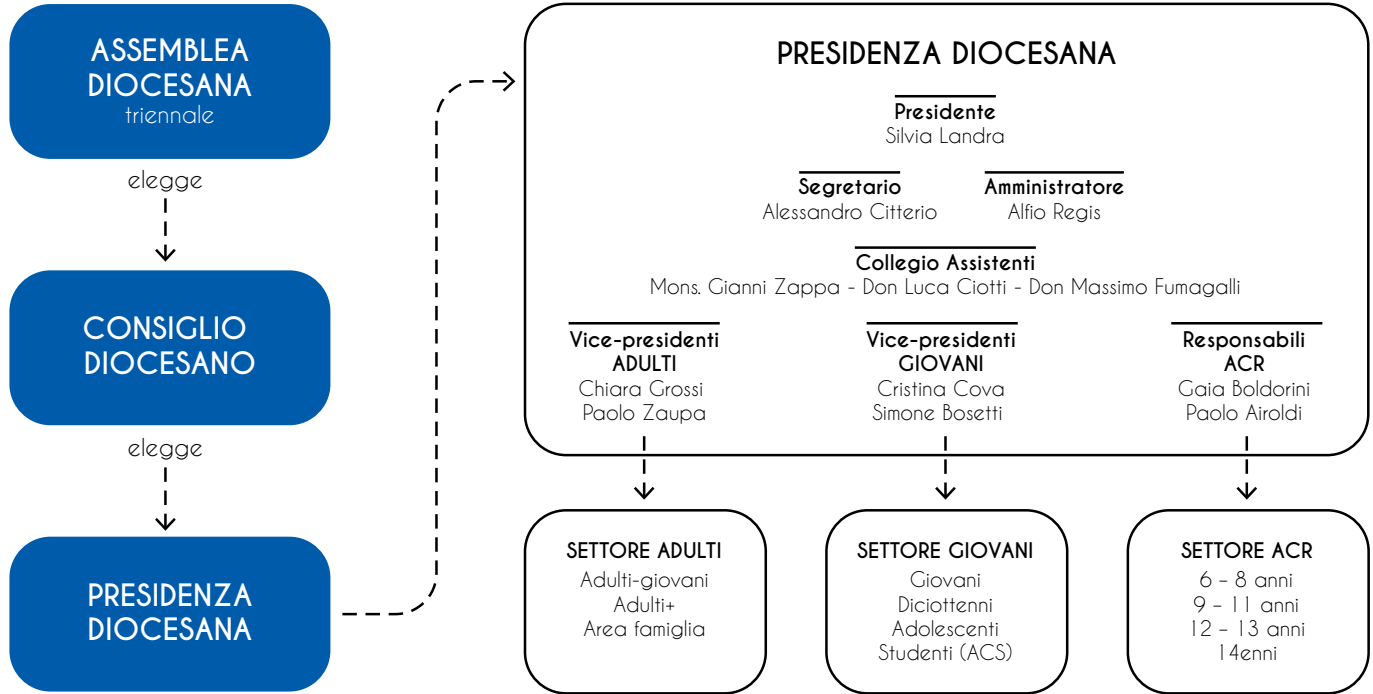 ASSEMBLEA
DIOCESANA
triennale
elegge
CONSIGLIO
DIOCESANO
elegge
PRESIDENZA
DIOCESANA
PRESIDENZA DIOCESANA
Presidente
Silvia Landra
Segretario
Alessandro Citterio
Amministratore
Alfio Regis
Collegio Assistenti
Mons. Gianni Zappa - Don Luca Ciotti - Don Massimo Fumagalli
Vice-presidenti
ADULTI
Chiara Grossi
Paolo Zaupa
Vice-presidenti
GIOVANI
Cristina Cova
Simone Bosetti
Responsabili
ACR
Gaia Boldorini
Paolo Airoldi
SETTORE ADULTI
Adulti-giovani
Adulti+
Area famiglia
SETTORE GIOVANI
Giovani
Diciottenni
Adolescenti
Studenti (ACS)
SETTORE ACR
6 - 8 anni
9 - 11 anni
12 - 13 anni
14enni